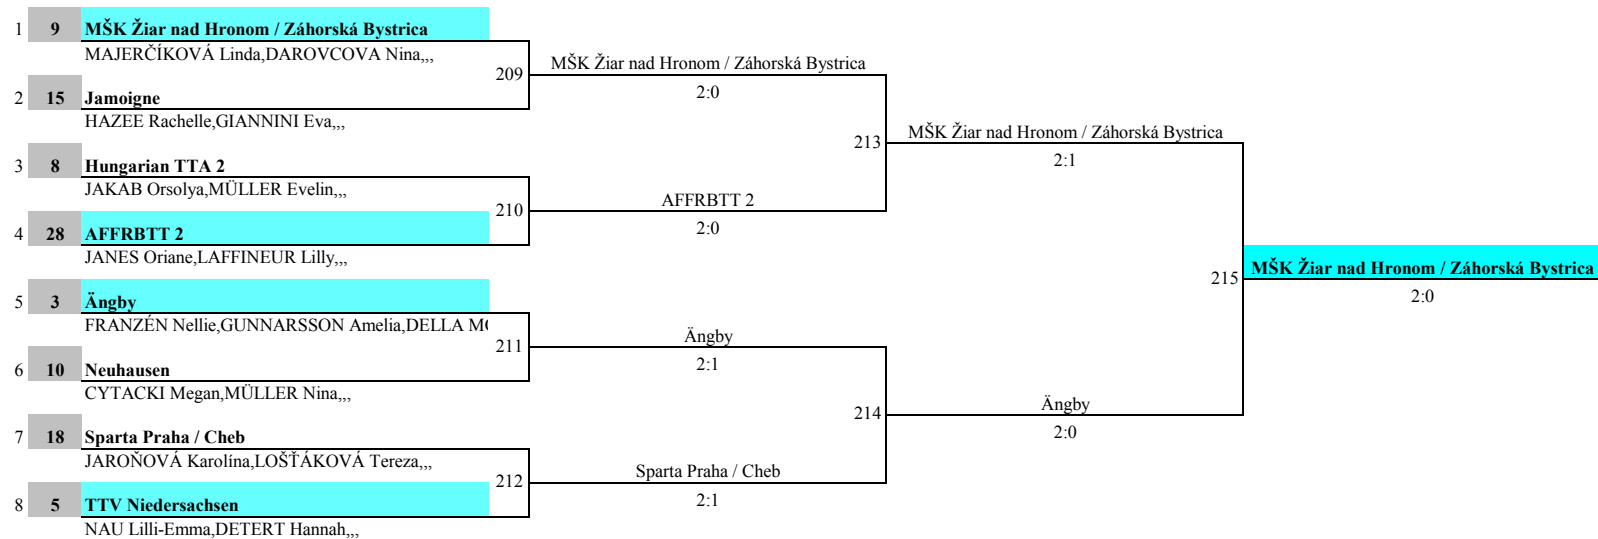 1 9 MŠK Žiar nad Hronom / Záhorská Bystrica
MAJERČÍKOVÁ Linda,DAROVCOVA Nina,,,
209
MŠK Žiar nad Hronom / Záhorská Bystrica
2:0
2 15 Jamoigne
HAZEE Rachelle,GIANNINI Eva,,,
213
MŠK Žiar nad Hronom / Záhorská Bystrica
2:1
3 8 Hungarian TTA 2
JAKAB Orsolya,MÜLLER Evelin,,,
210
AFFRBTT 2
2:0
4 28 AFFRBTT 2
JANES Oriane,LAFFINEUR Lilly,,,
215
MŠK Žiar nad Hronom / Záhorská Bystrica
2:0
5 3 Ängby
FRANZÉN Nellie,GUNNARSSON Amelia,DELLA
211
Ängby
2:1
6 10 Neuhausen
CYTACKI Megan,MÜLLER Nina,,,
214
Ängby
2:0
7 18 Sparta Praha / Cheb
JAROŇOVÁ Karolína,LOŠŤÁKOVÁ Tereza,,,
212
Sparta Praha / Cheb
2:1
8 5 TTV Niedersachsen
NAU Lilli-Emma,DETERT Hannah,,,